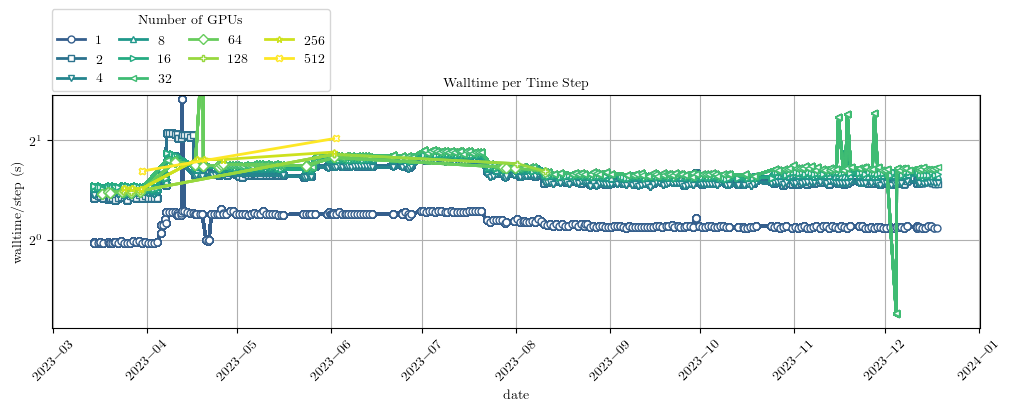 Number of GPUs
1 8 64 256
2 16 128 512
4 32
Walltime per Time Step
walltime/step (s)
2^1
2^0
2023−03 2023−04 2023−05 2023−06 2023−07 2023−08 2023−09 2023−10 2023−11 2023−12 2024−01
date